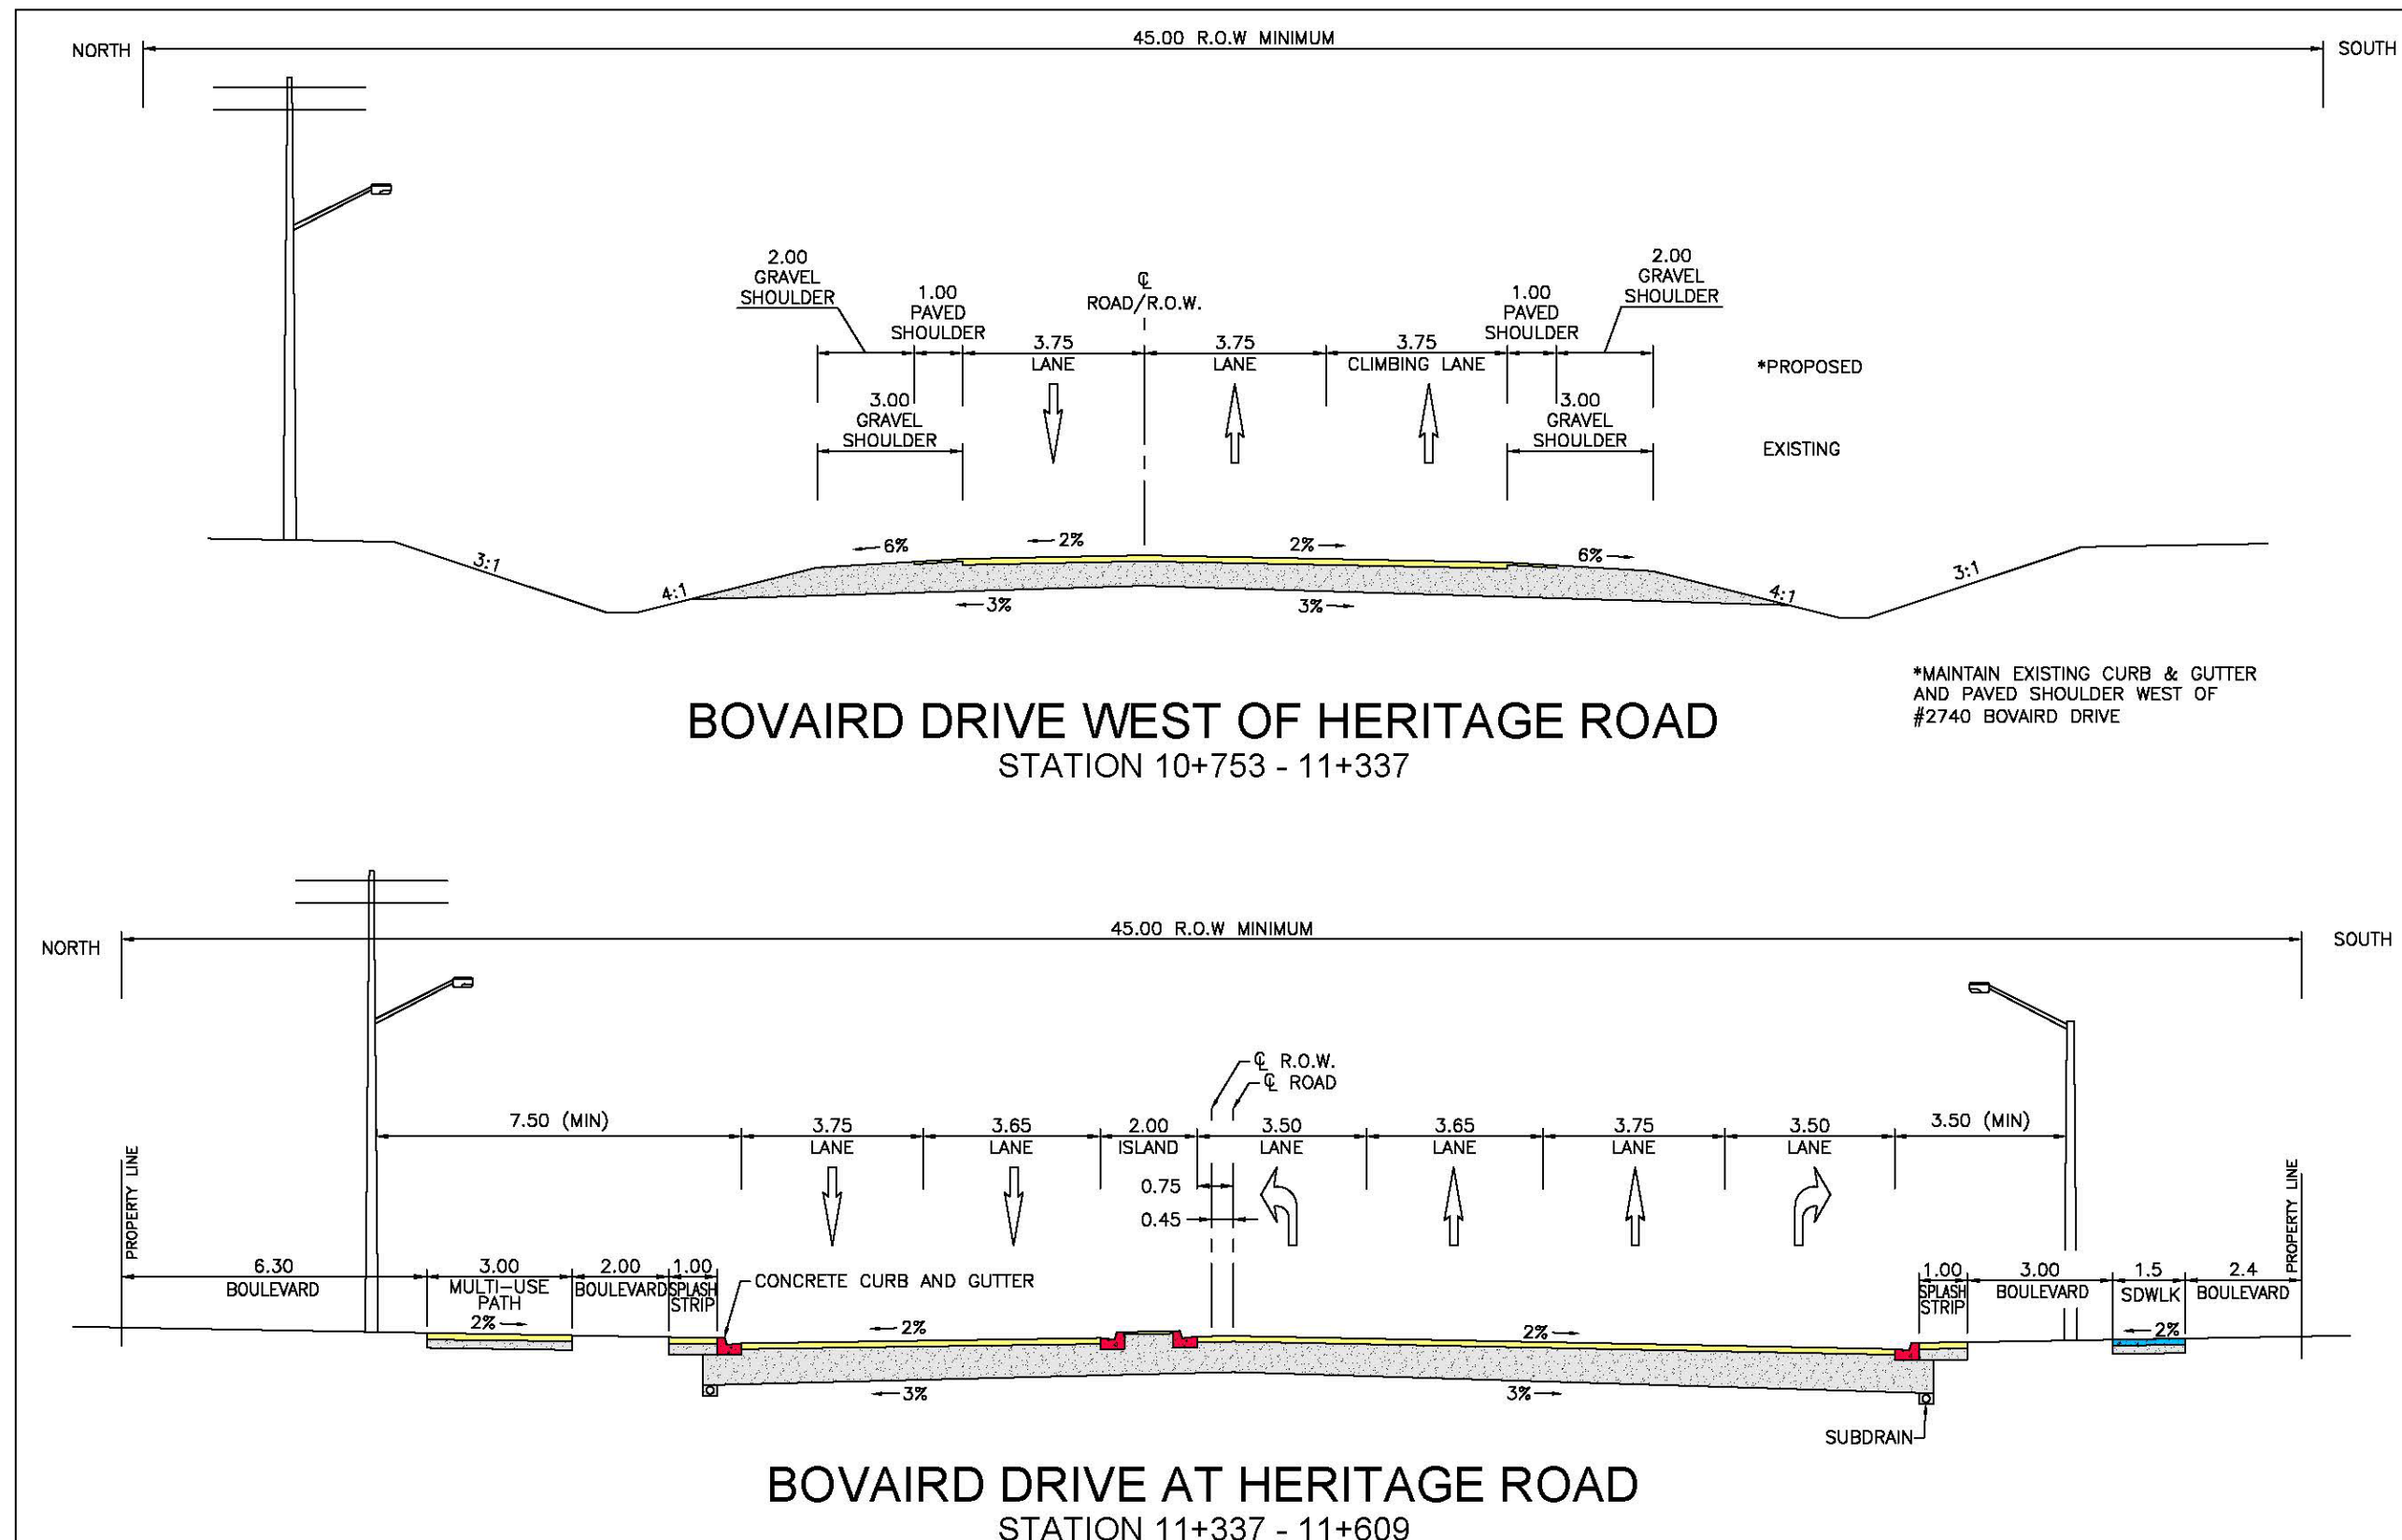 45.00 R.O.W MINIMUM
NORTH
SOUTH
2.00
GRAVEL
SHOULDER
1.00
PAVED
SHOULDER
℄
ROAD/R.O.W.
1.00
PAVED
SHOULDER
2.00
GRAVEL
SHOULDER
3.75
LANE
3.75
LANE
3.75
CLIMBING LANE
*PROPOSED
3.00
GRAVEL
SHOULDER
3.00
GRAVEL
SHOULDER
EXISTING
3:1
4:1
6%
2%
2%
6%
3%
3%
4:1
3:1
*MAINTAIN EXISTING CURB & GUTTER
AND PAVED SHOULDER WEST OF
#2740 BOVAIRD DRIVE
BOVAIRD DRIVE WEST OF HERITAGE ROAD
STATION 10+753 - 11+337
45.00 R.O.W MINIMUM
NORTH
SOUTH
℄ R.O.W.
℄ ROAD
7.50 (MIN)
3.75
LANE
3.65
LANE
2.00
ISLAND
3.50
LANE
3.65
LANE
3.75
LANE
3.50
LANE
3.50 (MIN)
0.75
0.45
PROPERTY LINE
PROPERTY LINE
6.30
BOULEVARD
3.00
MULTI-USE
PATH
2%
2.00
BOULEVARD
1.00
SPLASH
STRIP
CONCRETE CURB AND GUTTER
1.00
SPLASH
STRIP
3.00
BOULEVARD
1.5
SDWLK
2.4
BOULEVARD
2%
2%
2%
3%
3%
SUBDRAIN
BOVAIRD DRIVE AT HERITAGE ROAD
STATION 11+337 - 11+609